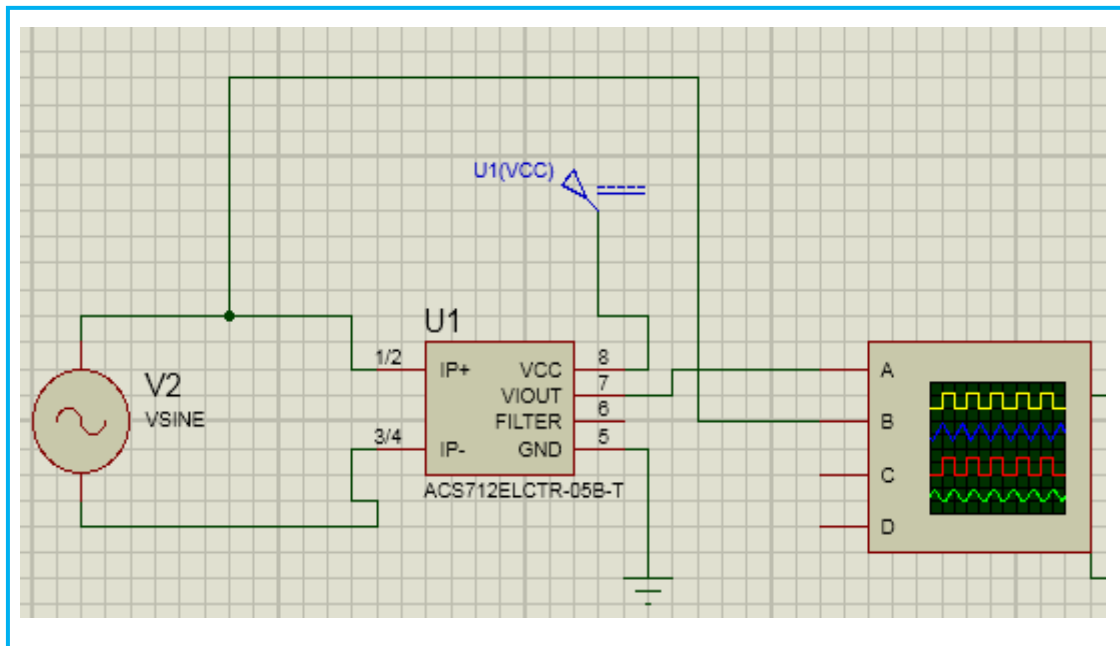 U1(VCC)
U1
V2
VSINE
1/2
IP+
3/4
IP-
VCC
8
VIOUT
7
FILTER
6
GND
5
ACS712ELCTR-05B-T
A
B
C
D